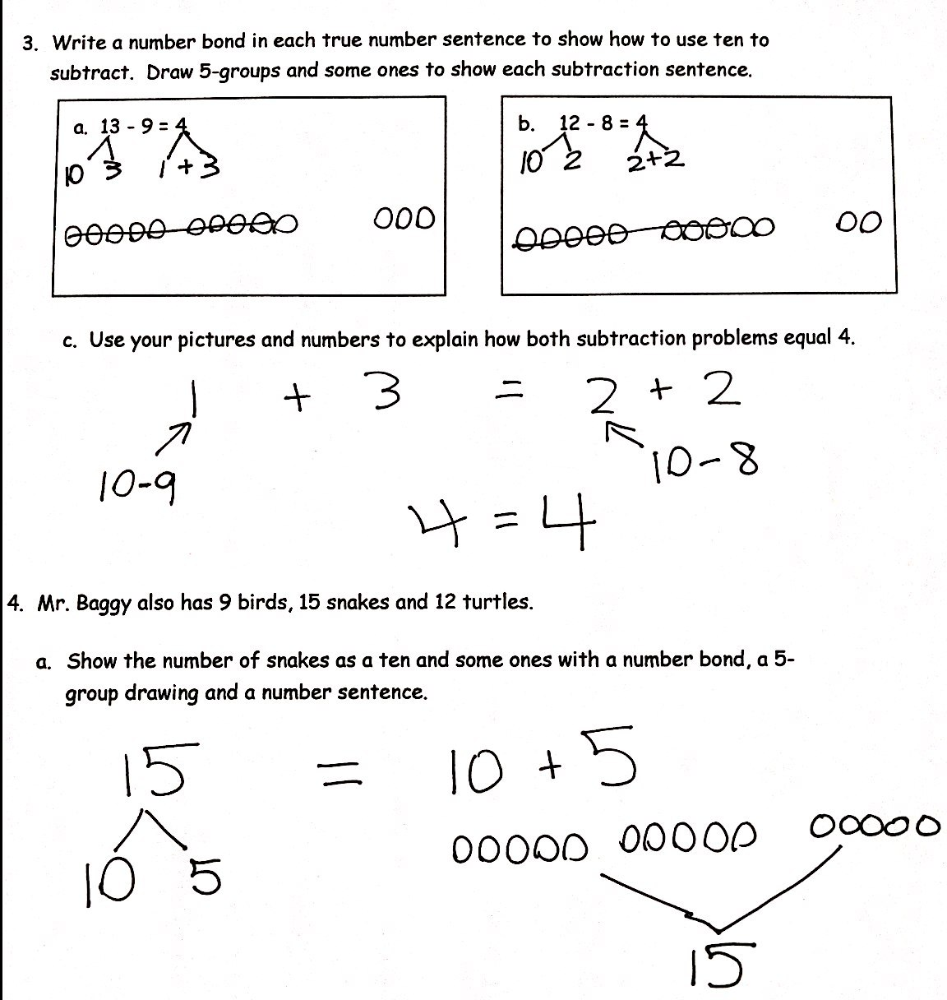 3. Write a number bond in each true number sentence to show how to use ten to
subtract. Draw 5-groups and some ones to show each subtraction sentence.
a. 13 - 9 = 4
10 3 1 + 3
00000 00000 000
b. 12 - 8 = 4
10 2 2+2
00000 00000 00
c. Use your pictures and numbers to explain how both subtraction problems equal 4.
1 + 3 = 2 + 2
10-9 10-8
4 = 4
4. Mr. Baggy also has 9 birds, 15 snakes and 12 turtles.
a. Show the number of snakes as a ten and some ones with a number bond, a 5-
group drawing and a number sentence.
15 = 10 + 5
10 5 00000 00000 00000
15